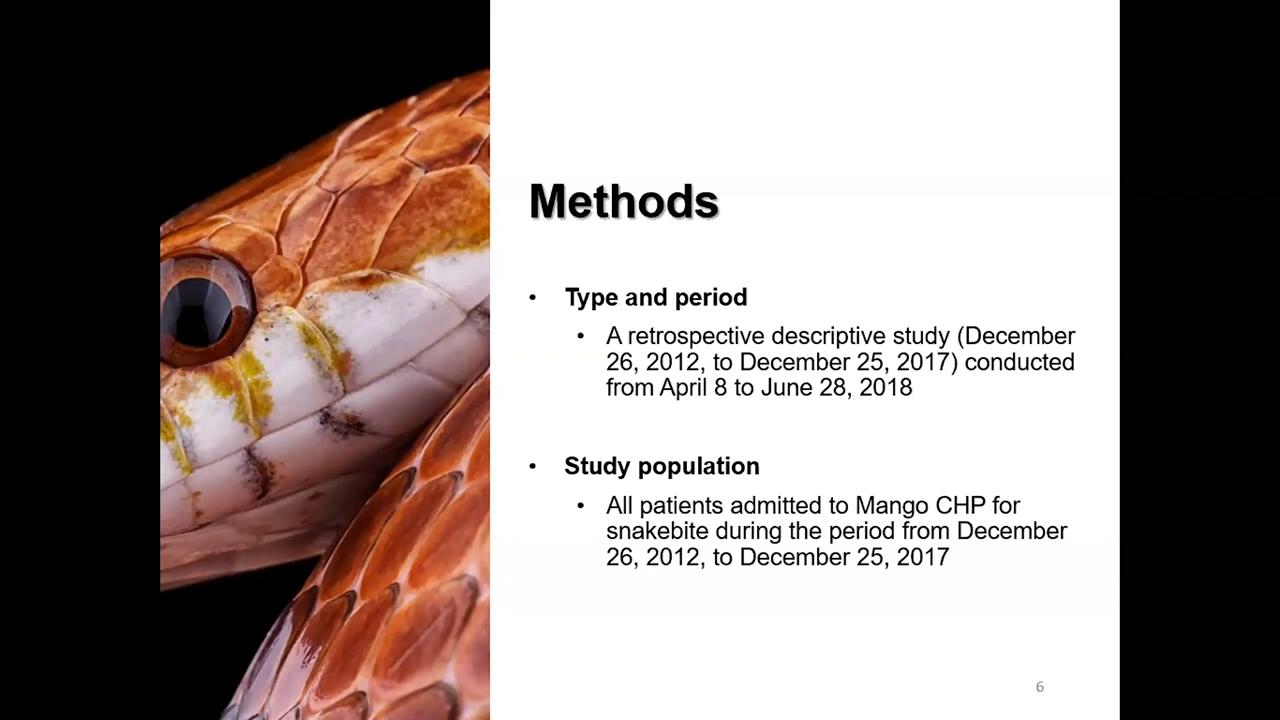 Methods
• Type and period
• A retrospective descriptive study (December
26, 2012, to December 25, 2017) conducted
from April 8 to June 28, 2018
• Study population
• All patients admitted to Mango CHP for
snakebite during the period from December
26, 2012, to December 25, 2017
6